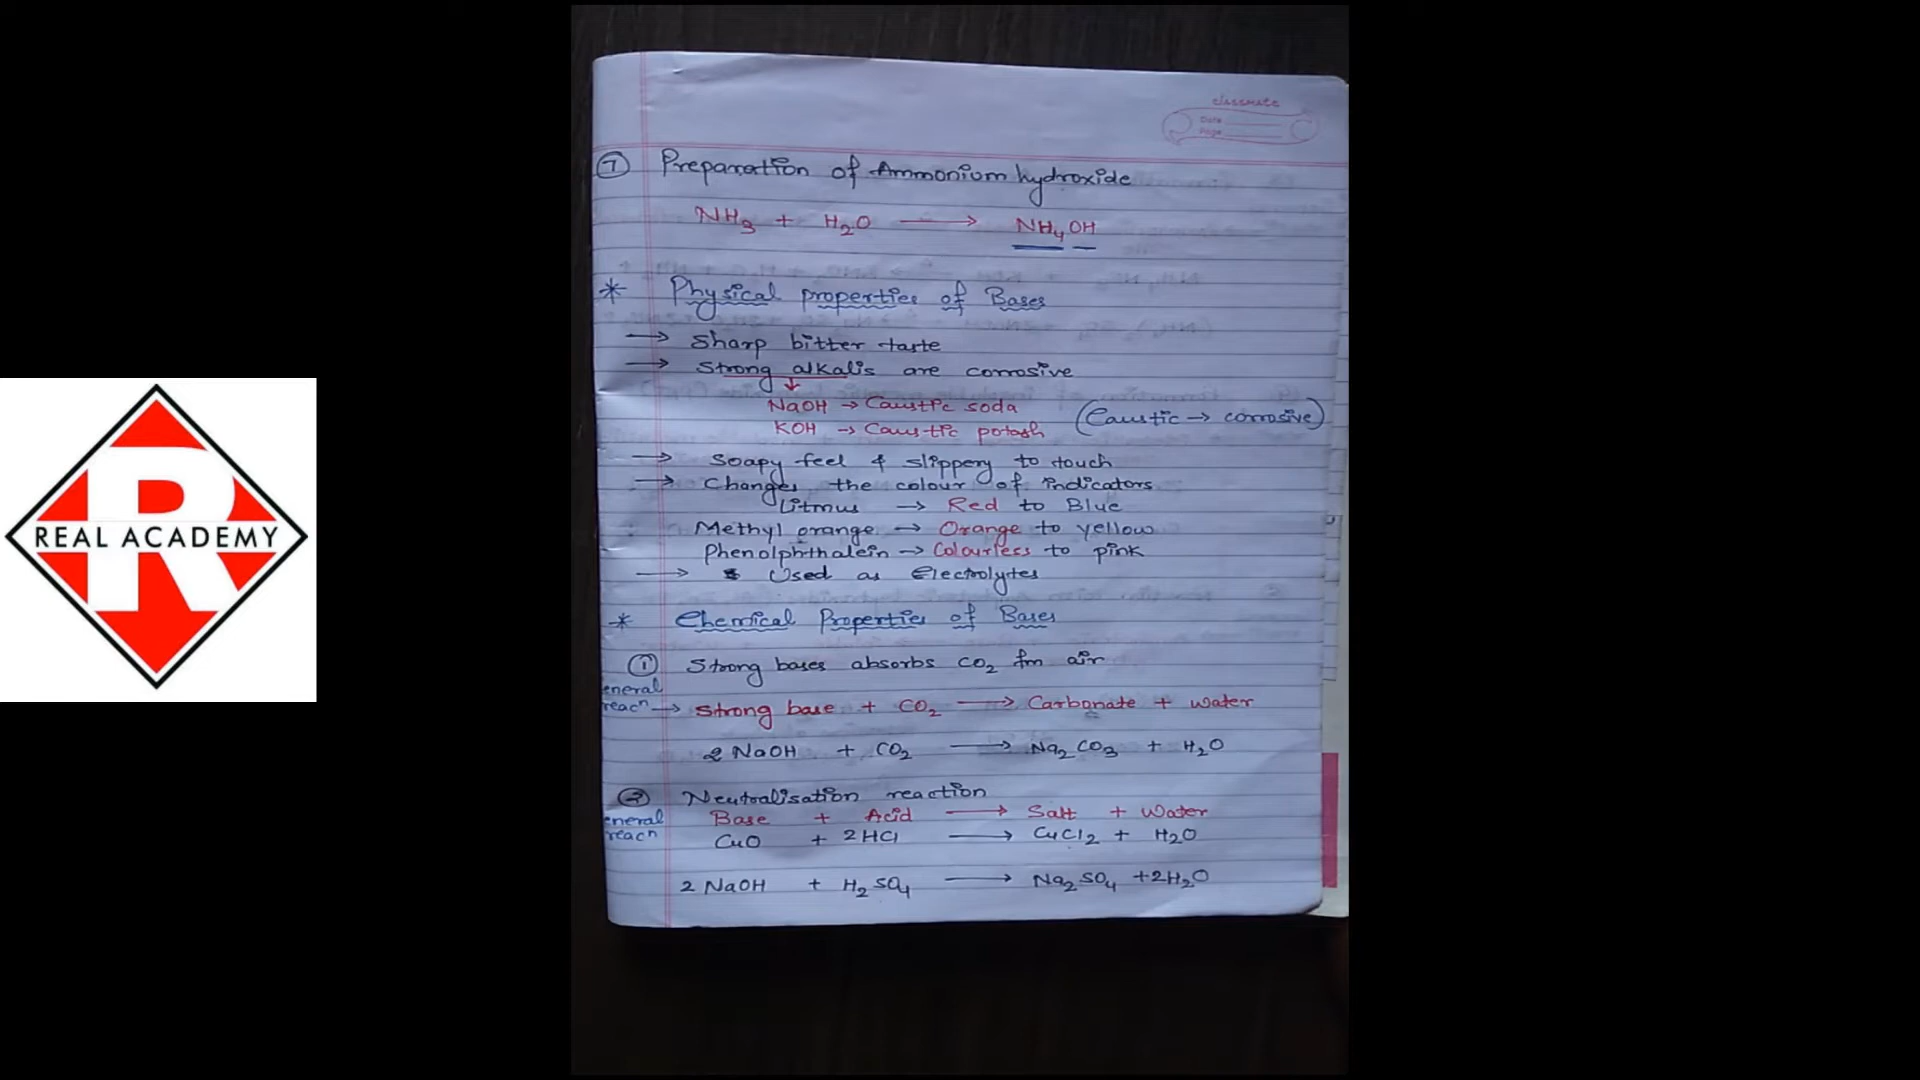 REAL ACADEMY
classmate
Date
Page
7 Preparation of Ammonium hydroxide
NH3 + H2O → NH4OH
* Physical properties of Bases
→ Sharp bitter taste
→ Strong alkalis are corrosive
↓
NaOH → Caustic soda (Caustic → corrosive)
KOH → Caustic potash
→ Soapy feel & slippery to touch
→ Changes the colour of indicators
Litmus → Red to Blue
Methyl orange → Orange to yellow
Phenolphthalein → Colourless to pink
→ Used as Electrolytes
* Chemical Properties of Bases
1 Strong bases absorbs CO2 fm air
eneral
reacn → Strong base + CO2 → Carbonate + Water
2 NaOH + CO2 → Na2CO3 + H2O
2 Neutralisation reaction
eneral Base + Acid → Salt + Water
reacn CuO + 2HCl → CuCl2 + H2O
2 NaOH + H2SO4 → Na2SO4 + 2H2O